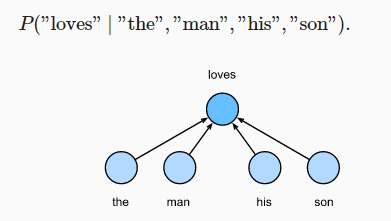 P("loves" | "the", "man", "his", "son").
loves
the man his son